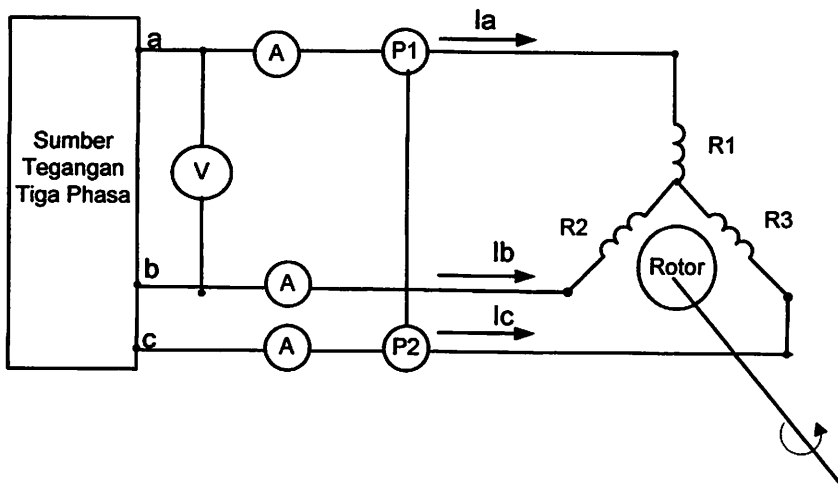 a
A
P1
Ia
Sumber
Tegangan
Tiga Phasa
V
R1
R2
R3
Rotor
b
A
Ib
c
A
P2
Ic